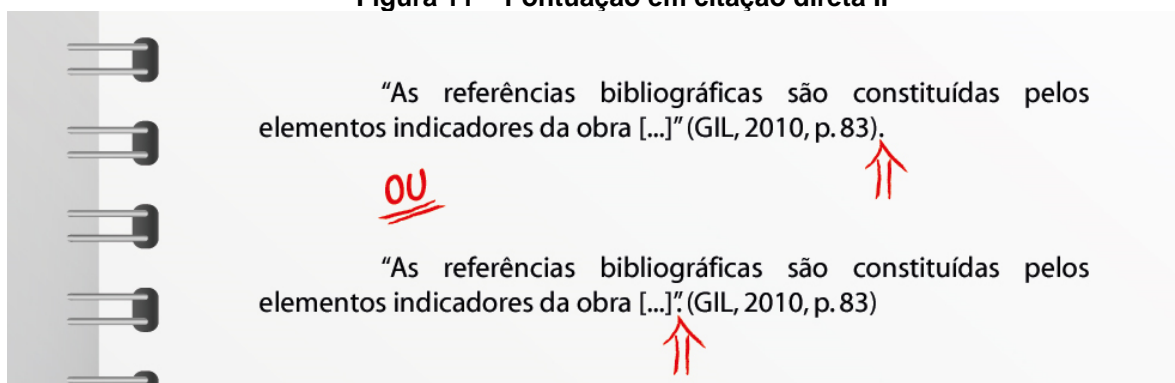 Figura 11 – Pontuação em citação direta II
“As referências bibliográficas são constituídas pelos
elementos indicadores da obra [...]” (GIL, 2010, p. 83).
OU
“As referências bibliográficas são constituídas pelos
elementos indicadores da obra [...]”. (GIL, 2010, p. 83)